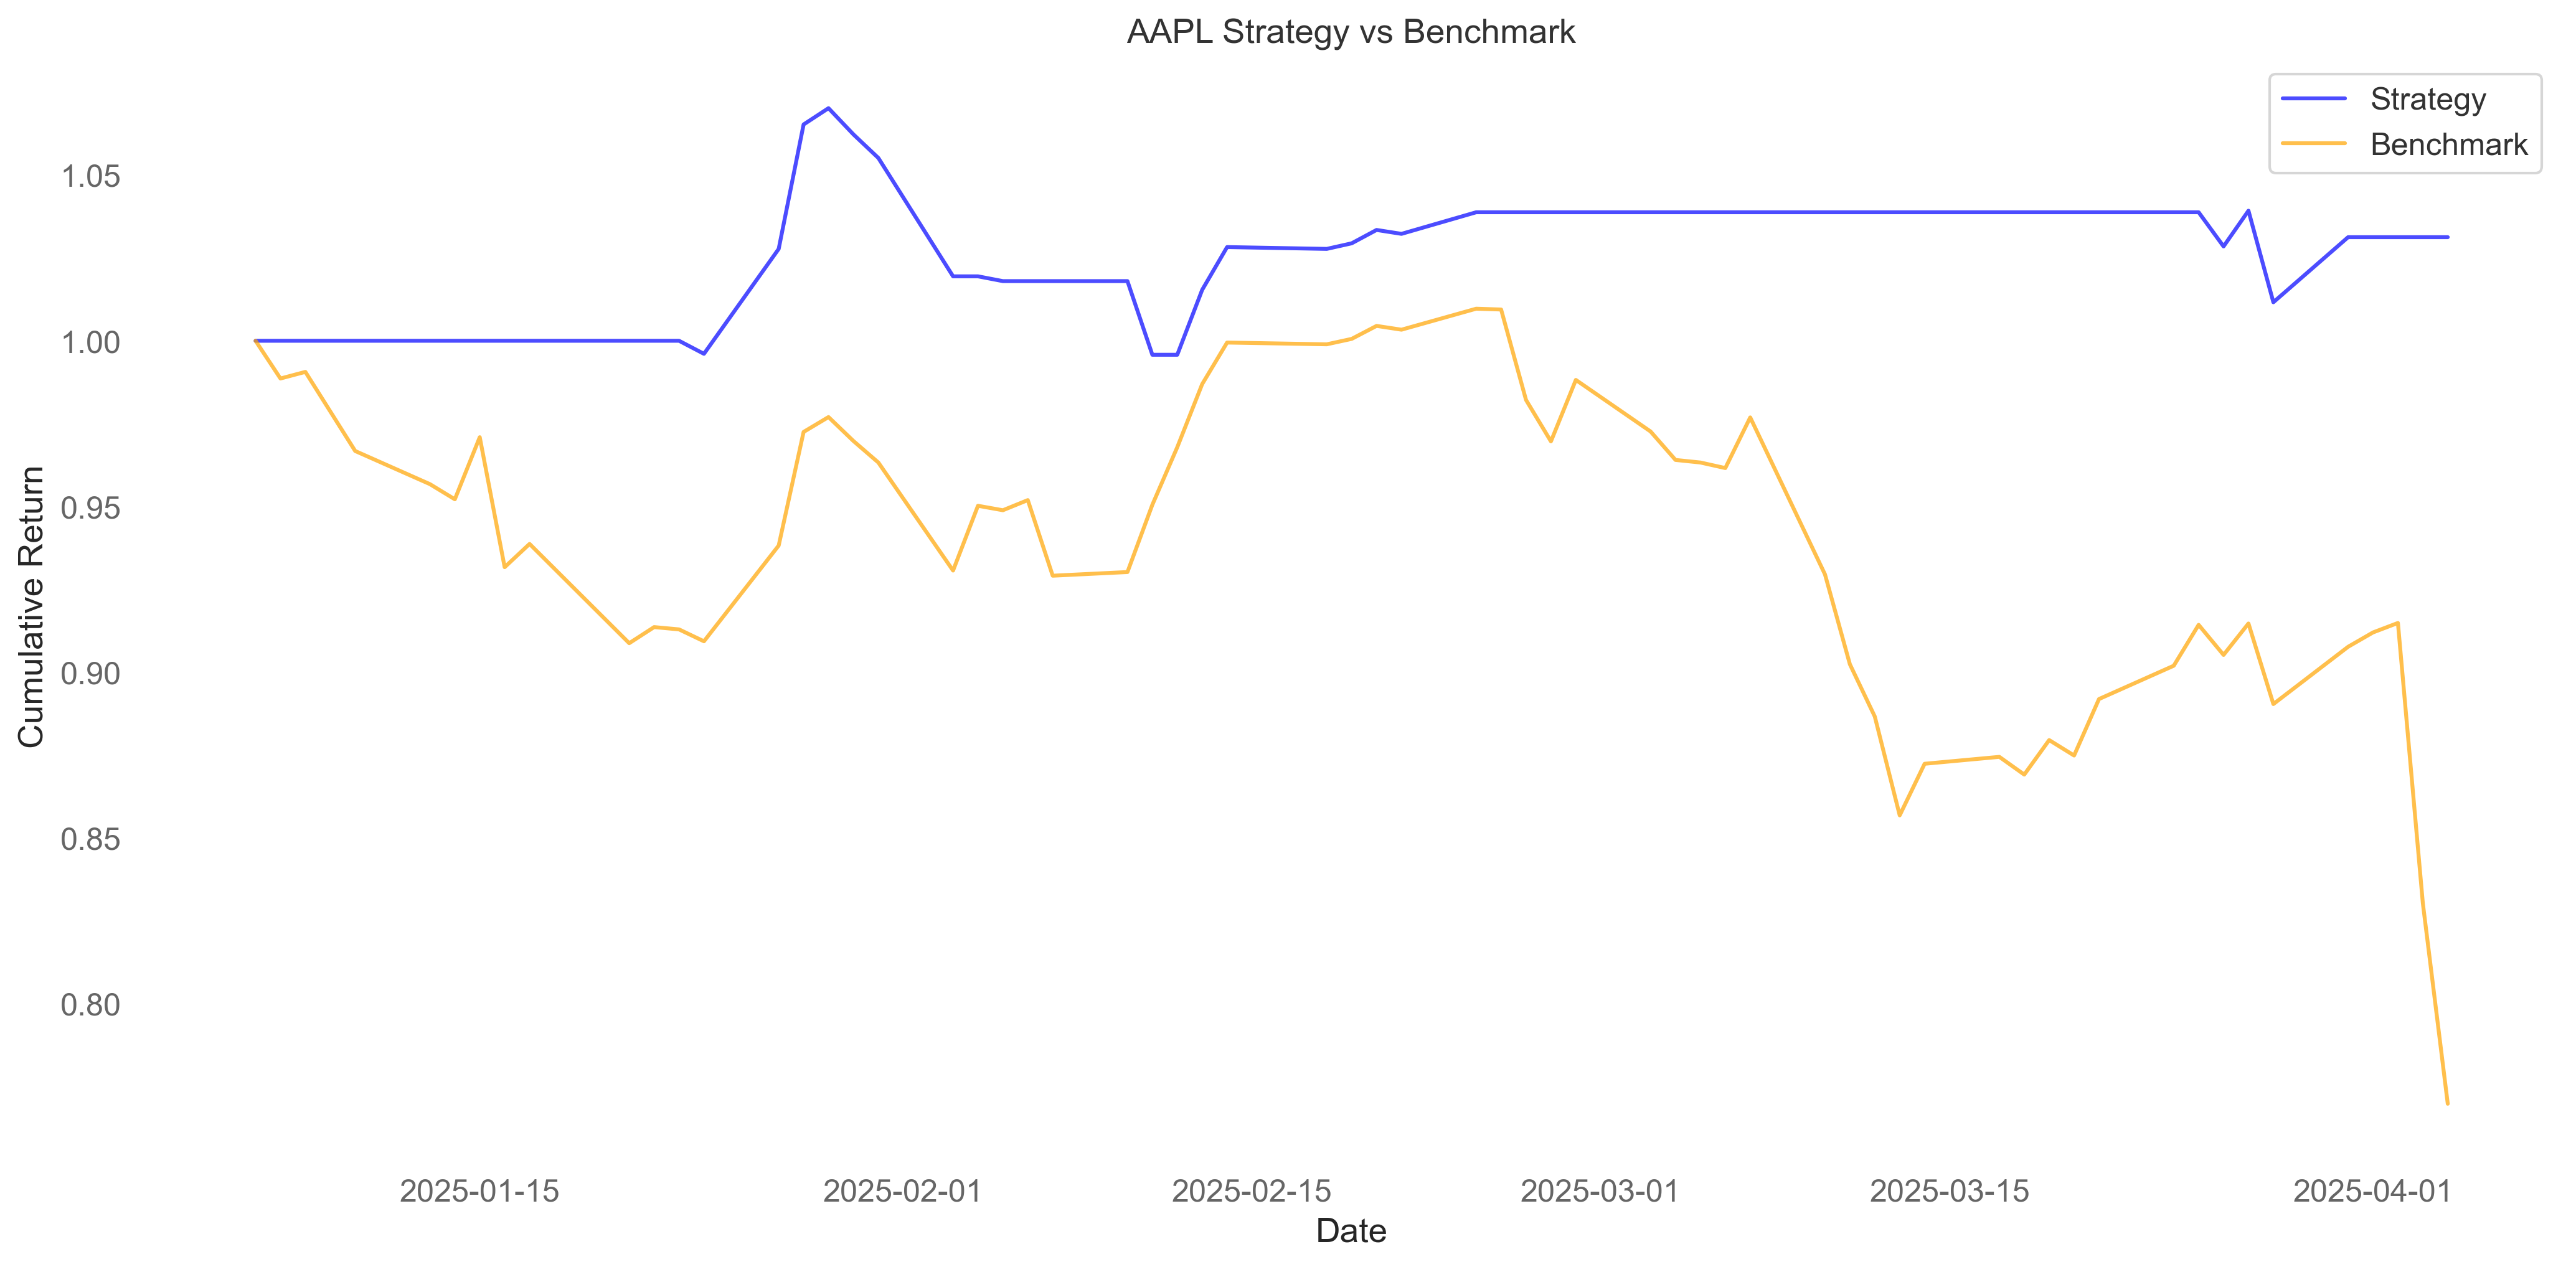 AAPL Strategy vs Benchmark
Strategy
Benchmark
1.05
1.00
0.95
0.90
0.85
0.80
Cumulative Return
2025-01-15 2025-02-01 2025-02-15 2025-03-01 2025-03-15 2025-04-01
Date